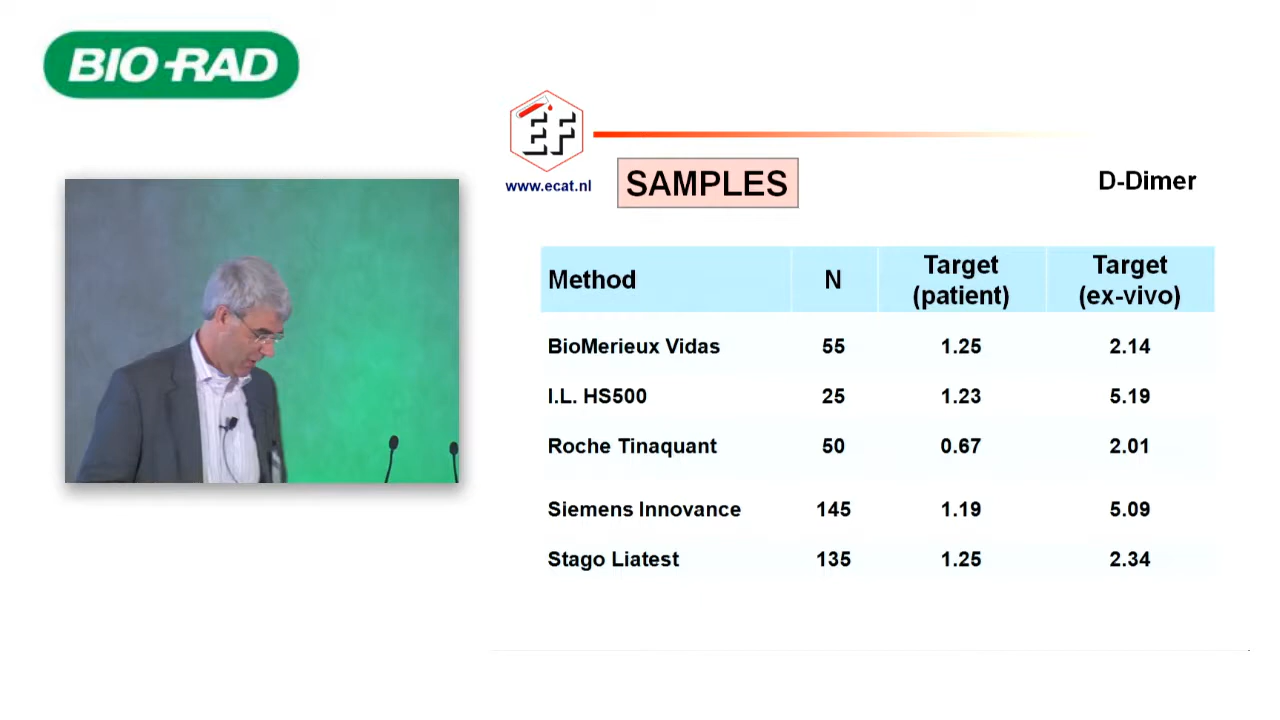 BIO-RAD
EF
www.ecat.nl
SAMPLES
D-Dimer
Method N Target (patient) Target (ex-vivo)
BioMerieux Vidas 55 1.25 2.14
I.L. HS500 25 1.23 5.19
Roche Tinaquant 50 0.67 2.01
Siemens Innovance 145 1.19 5.09
Stago Liatest 135 1.25 2.34